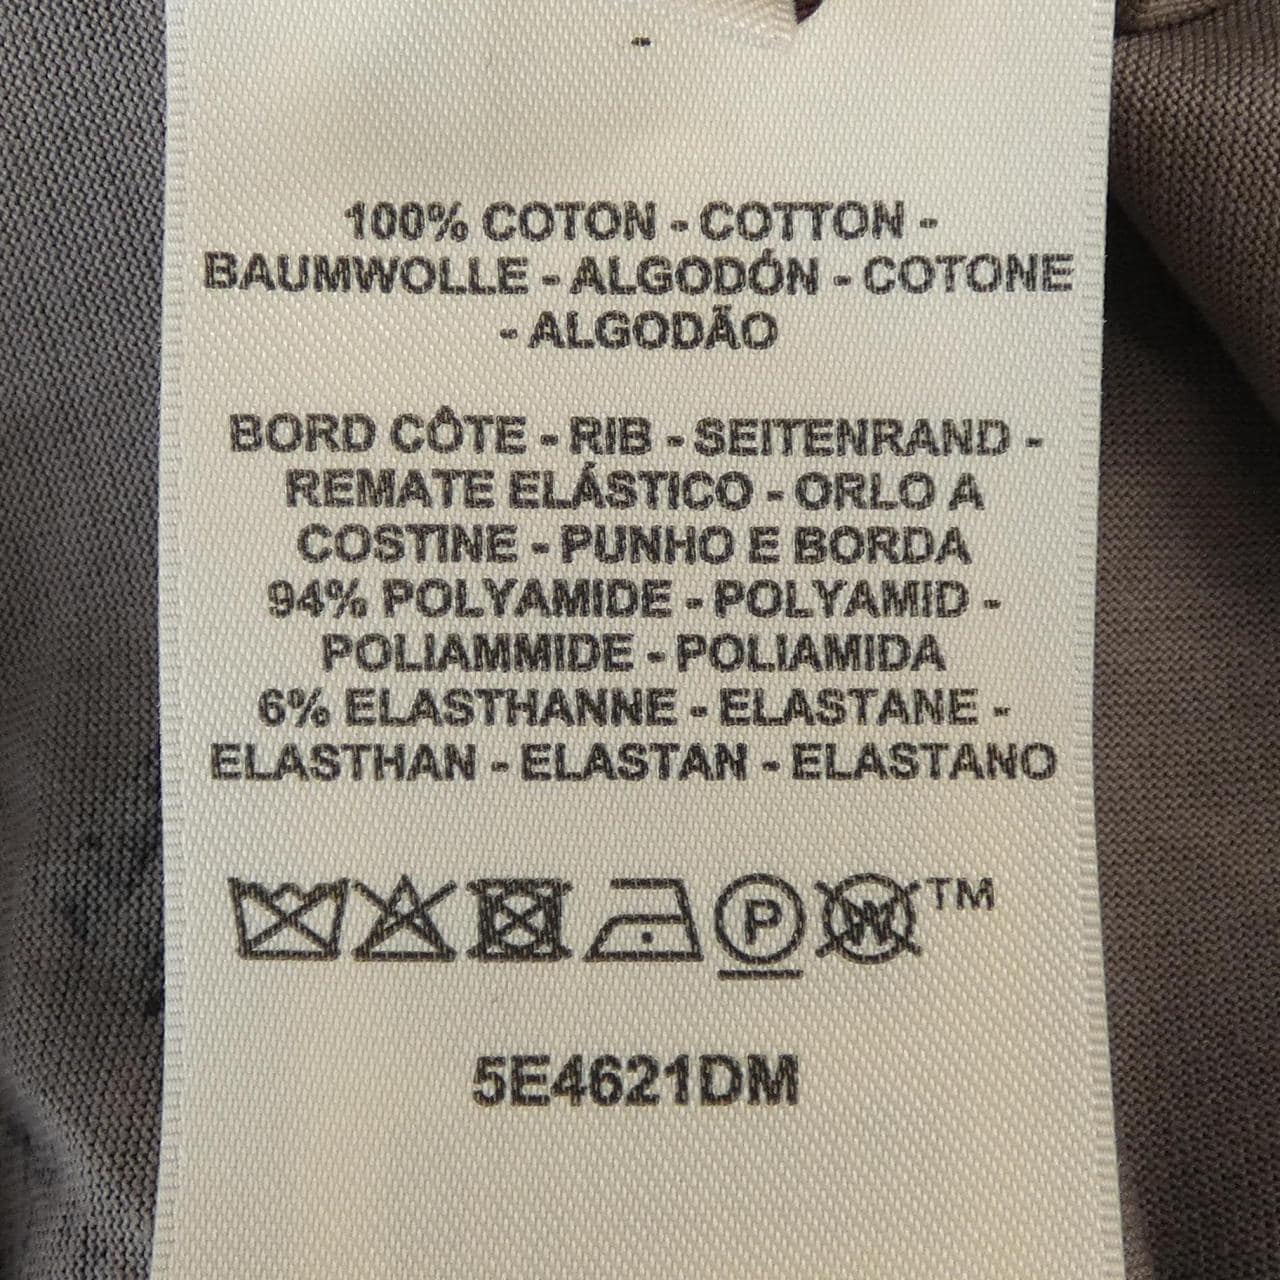 100% COTON - COTTON -
BAUMWOLLE - ALGODÓN - COTONE
- ALGODÃO
BORD CÔTE - RIB - SEITENRAND -
REMATE ELÁSTICO - ORLO A
COSTINE - PUNHO E BORDA
94% POLYAMIDE - POLYAMID -
POLIAMMIDE - POLIAMIDA
6% ELASTHANNE - ELASTANE -
ELASTHAN - ELASTAN - ELASTANO
P W TM
5E4621DM